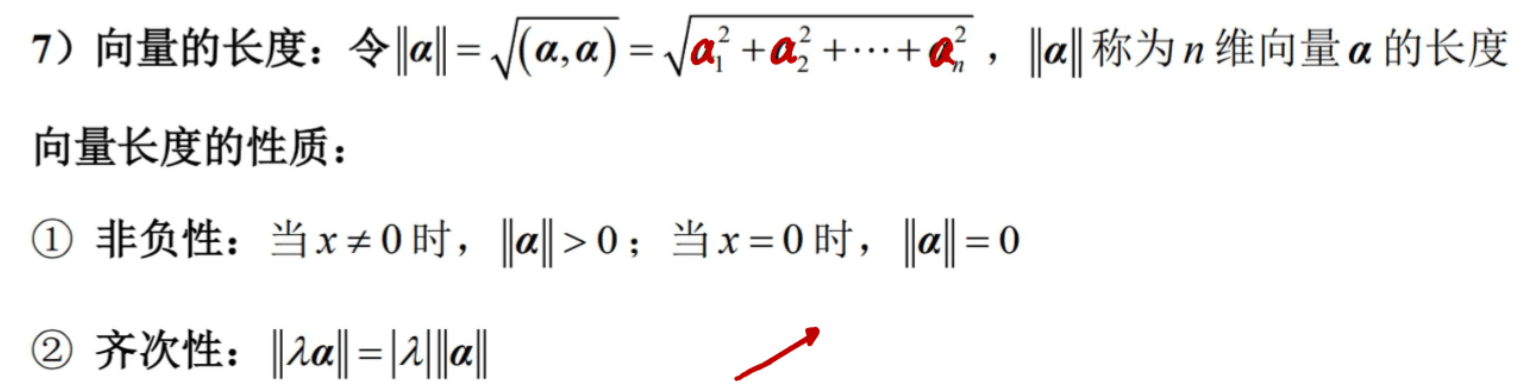 7）向量的长度：令‖α‖=√(α,α)=√a₁²+a₂²+⋯+aₙ²，‖α‖称为n维向量α的长度
向量长度的性质：
① 非负性：当x≠0时，‖α‖>0；当x=0时，‖α‖=0
② 齐次性：‖λα‖=|λ|‖α‖